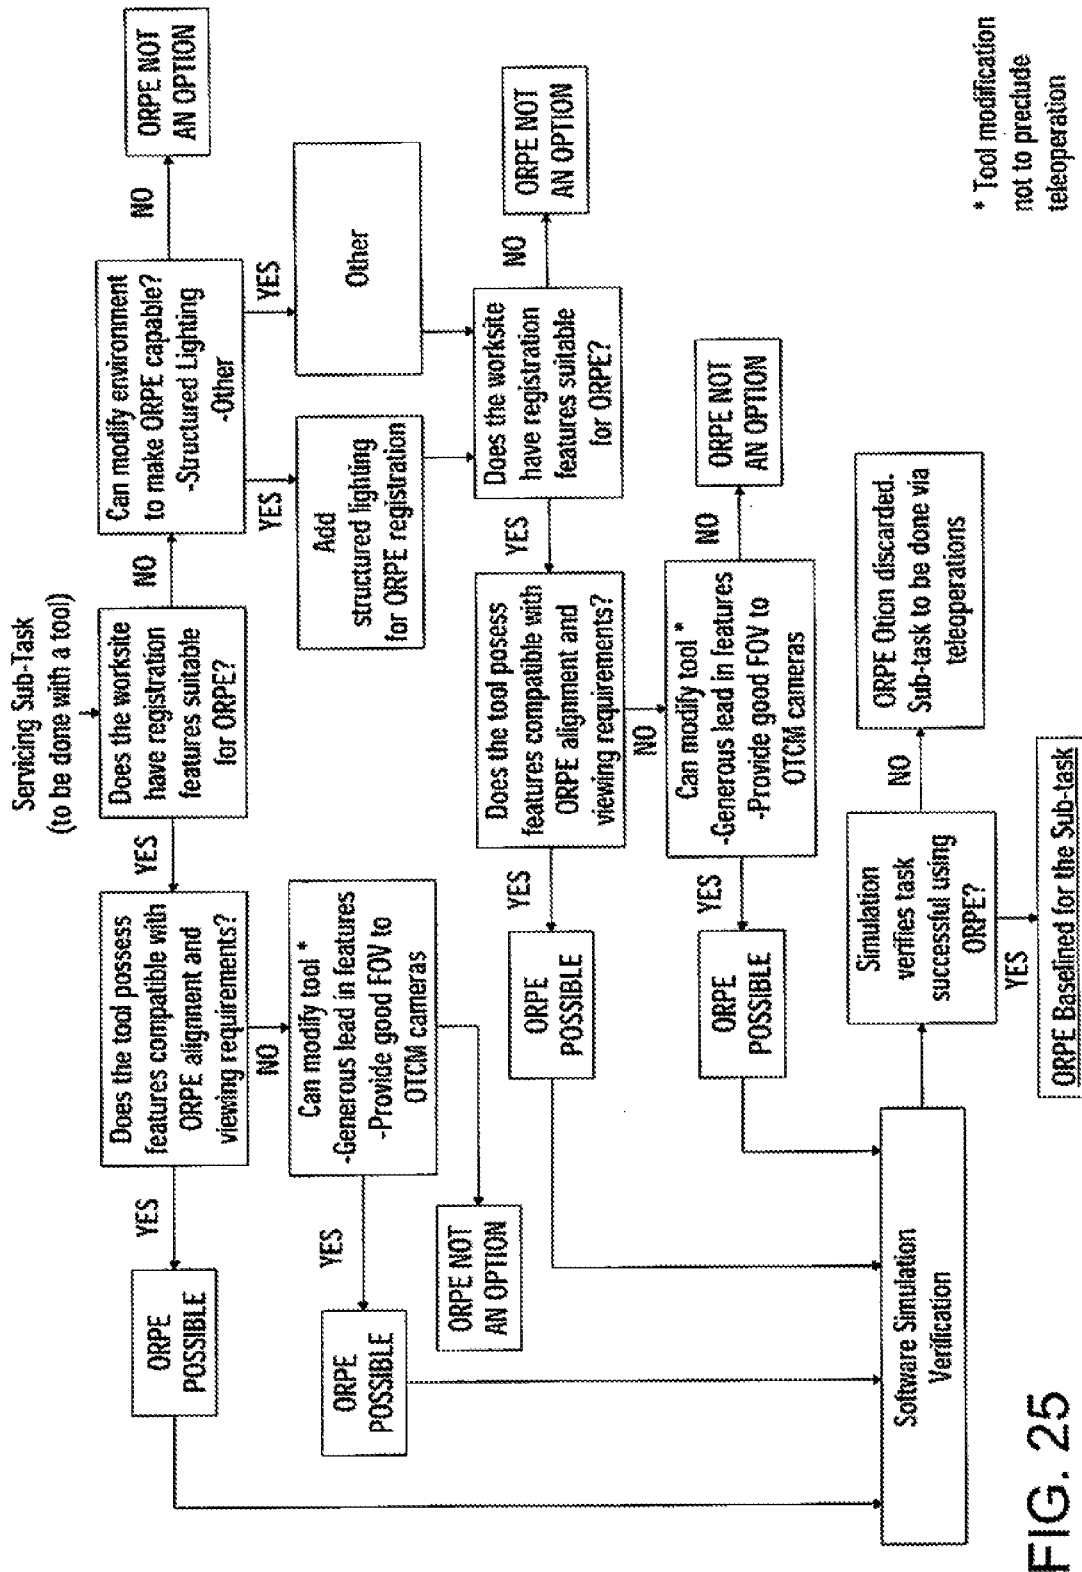 Servicing Sub-Task
(to be done with a tool)
Does the worksite
have registration
features suitable
for ORPE?
NO
Can modify environment
to make ORPE capable?
-Structured Lighting
-Other
NO
ORPE NOT
AN OPTION
YES
Does the tool possess
features compatible with
ORPE alignment and
viewing requirements?
YES
ORPE
POSSIBLE
NO
Can modify tool *
-Generous lead in features
-Provide good FOV to
OTCM cameras
YES
ORPE
POSSIBLE
ORPE NOT
AN OPTION
YES
Add
structured lighting
for ORPE registration
YES
Other
Does the worksite
have registration
features suitable
for ORPE?
NO
ORPE NOT
AN OPTION
YES
Does the tool posess
features compatible with
ORPE alignment and
viewing requirements?
YES
ORPE
POSSIBLE
NO
Can modify tool *
-Generous lead in features
-Provide good FOV to
OTCM cameras
NO
ORPE NOT
AN OPTION
YES
ORPE
POSSIBLE
Software Simulation
Verification
Simulation
verifies task
successful using
ORPE?
NO
ORPE Otion discarded.
Sub-task to be done via
teleoperations
YES
ORPE Baselined for the Sub-task
* Tool modification
not to preclude
teleoperation
FIG. 25